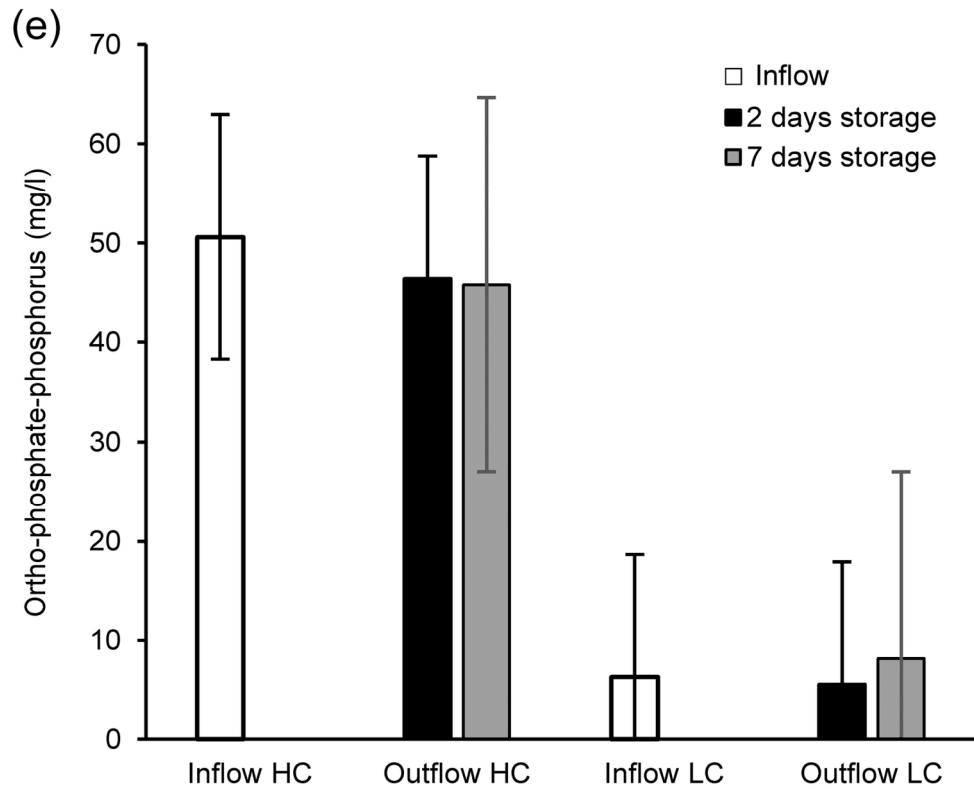 (e)
Ortho-phosphate-phosphorus (mg/l)
70
60
50
40
30
20
10
0
Inflow
2 days storage
7 days storage
Inflow HC
Outflow HC
Inflow LC
Outflow LC